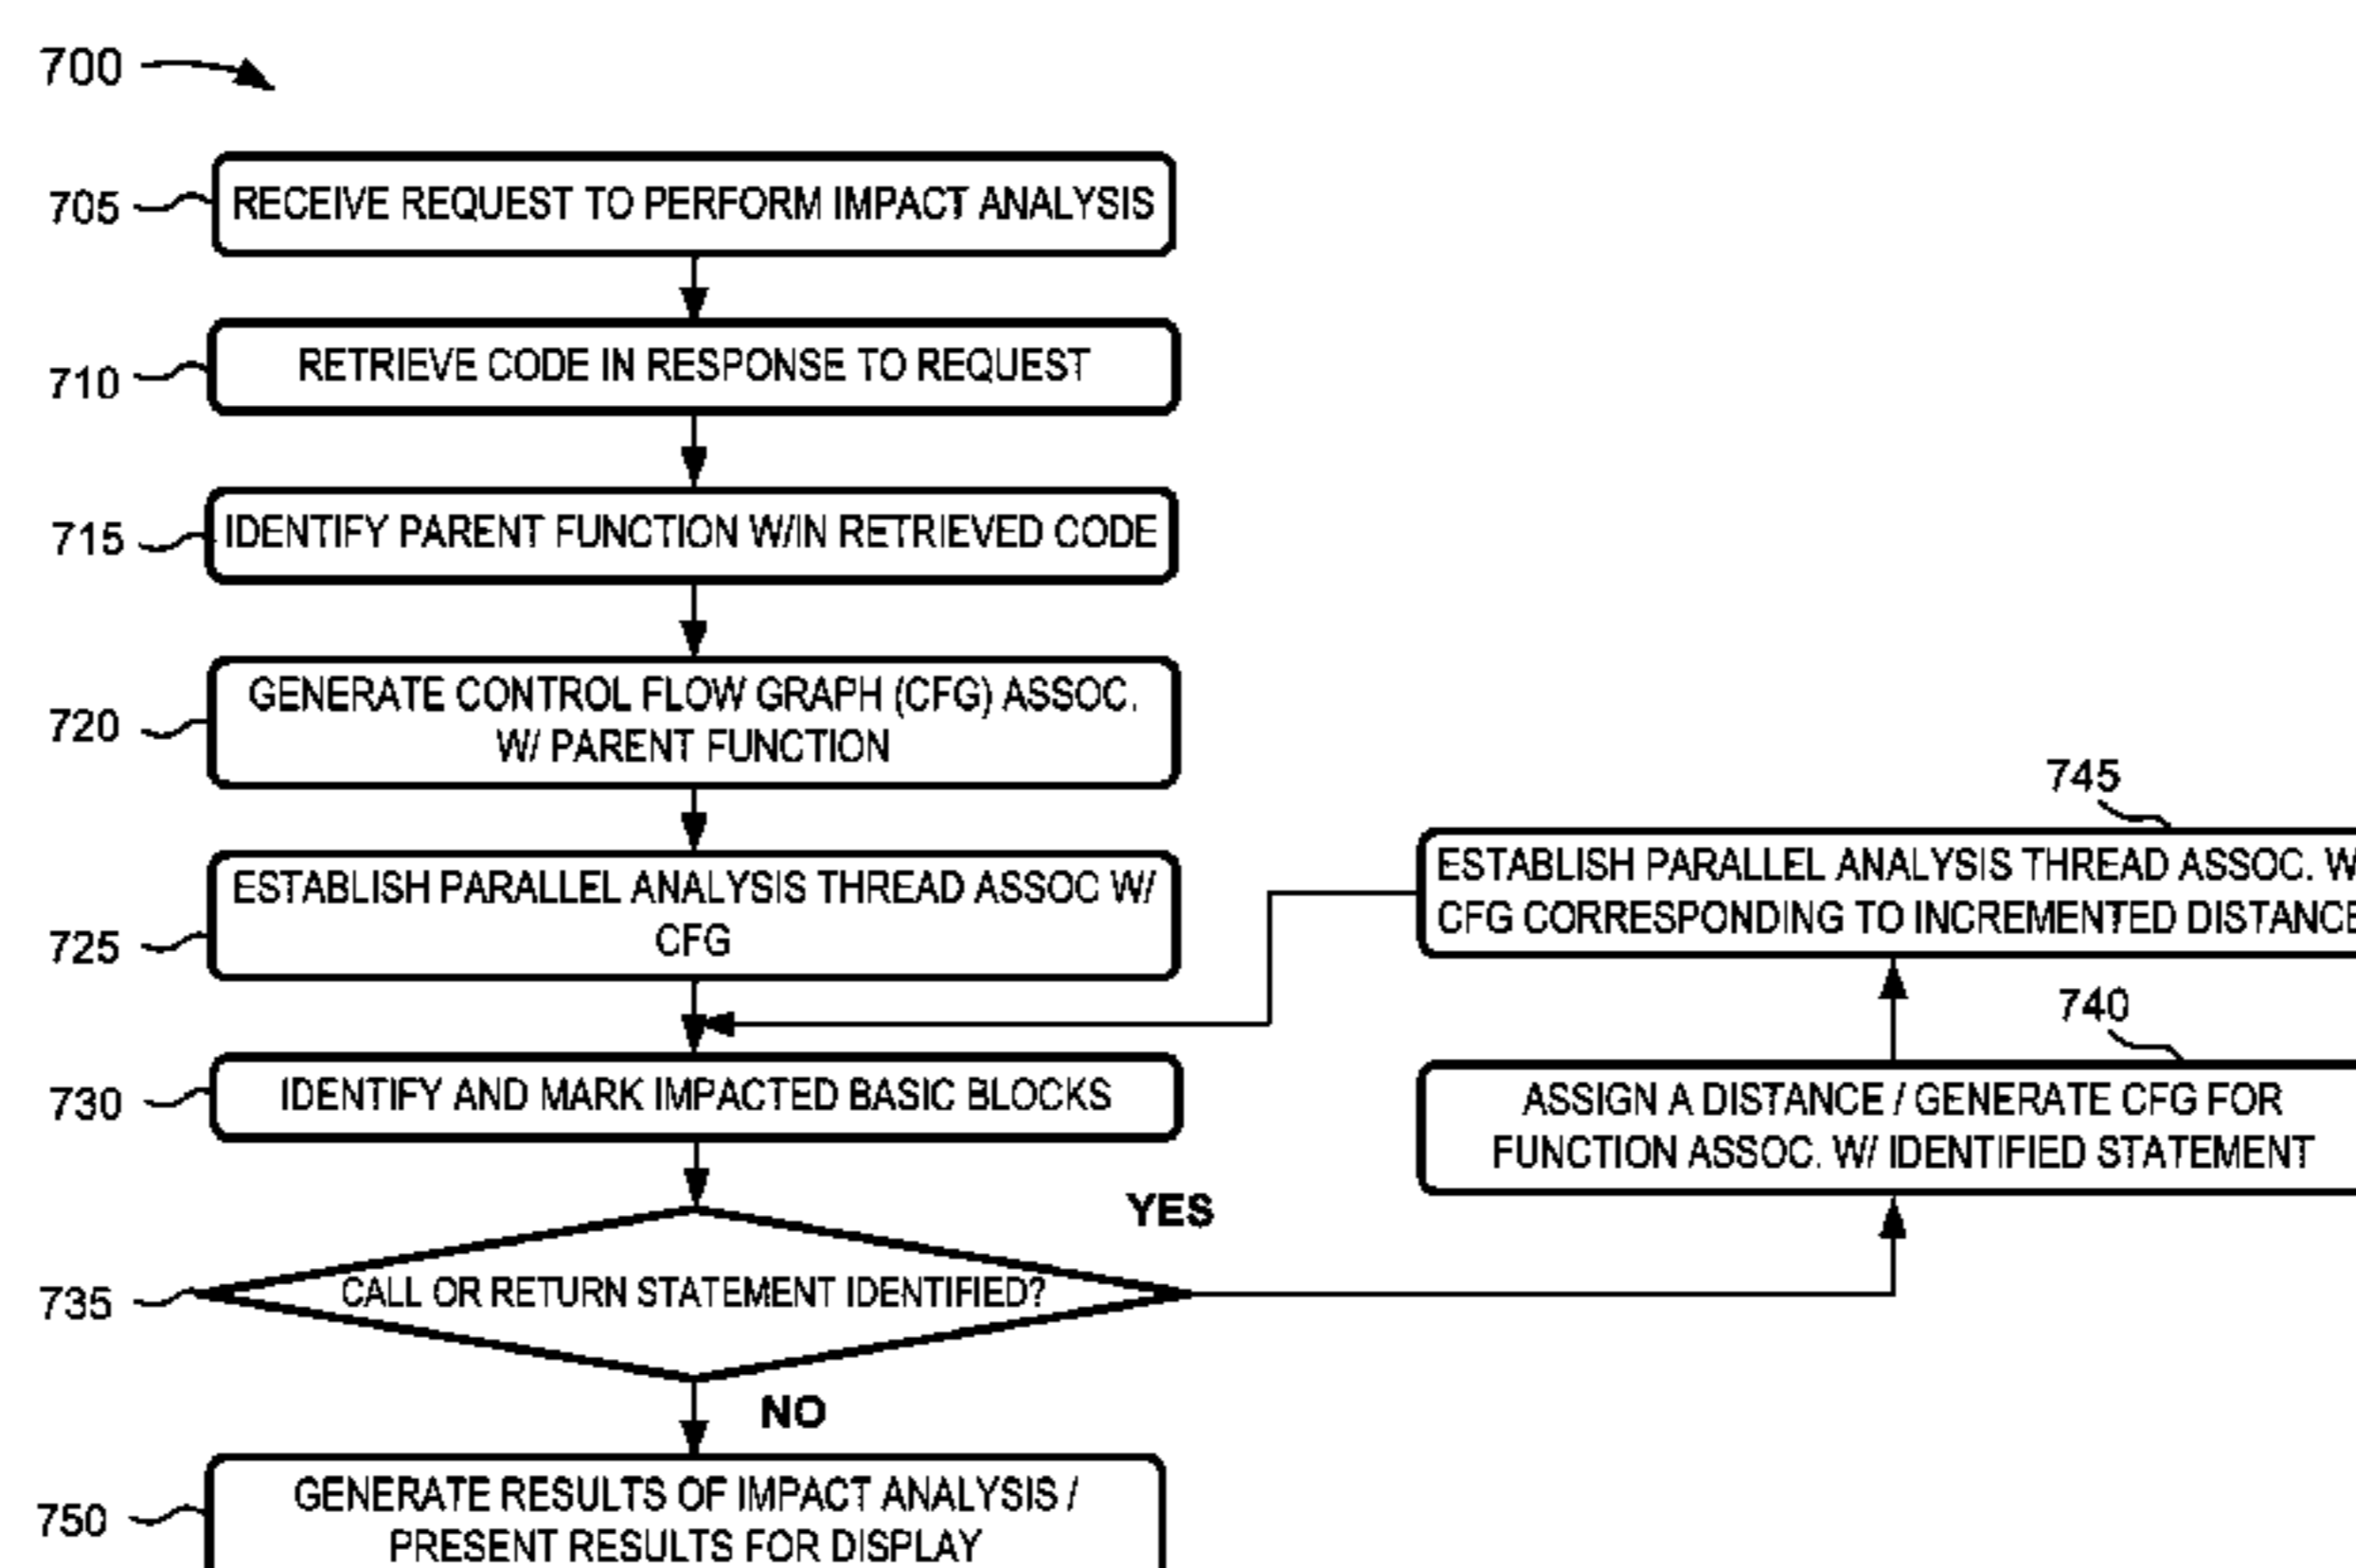 700
705
RECEIVE REQUEST TO PERFORM IMPACT ANALYSIS
710
RETRIEVE CODE IN RESPONSE TO REQUEST
715
IDENTIFY PARENT FUNCTION W/IN RETRIEVED CODE
720
GENERATE CONTROL FLOW GRAPH (CFG) ASSOC.
W/ PARENT FUNCTION
725
ESTABLISH PARALLEL ANALYSIS THREAD ASSOC W/
CFG
730
IDENTIFY AND MARK IMPACTED BASIC BLOCKS
735
CALL OR RETURN STATEMENT IDENTIFIED?
YES
740
ASSIGN A DISTANCE / GENERATE CFG FOR
FUNCTION ASSOC. W/ IDENTIFIED STATEMENT
745
ESTABLISH PARALLEL ANALYSIS THREAD ASSOC. W
CFG CORRESPONDING TO INCREMENTED DISTANCE
NO
750
GENERATE RESULTS OF IMPACT ANALYSIS /
PRESENT RESULTS FOR DISPLAY